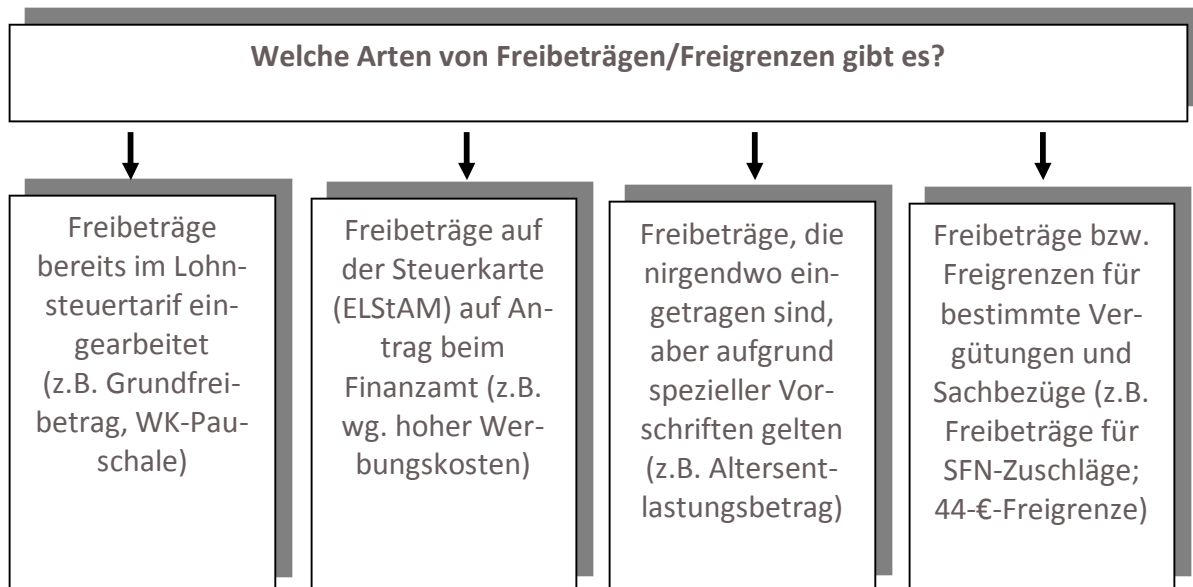 Welche Arten von Freibeträgen/Freigrenzen gibt es?
Freibeträge
bereits im Lohn-
steuertarif ein-
gearbeitet
(z.B. Grundfrei-
betrag, WK-Pau-
schale)
Freibeträge auf
der Steuerkarte
(ELStAM) auf An-
trag beim
Finanzamt (z.B.
wg. hoher Wer-
bungskosten)
Freibeträge, die
nirgendwo ein-
getragen sind,
aber aufgrund
spezieller Vor-
schriften gelten
(z.B. Altersent-
lastungsbetrag)
Freibeträge bzw.
Freigrenzen für
bestimmte Ver-
gütungen und
Sachbezüge (z.B.
Freibeträge für
SFN-Zuschläge;
44-€-Freigrenze)